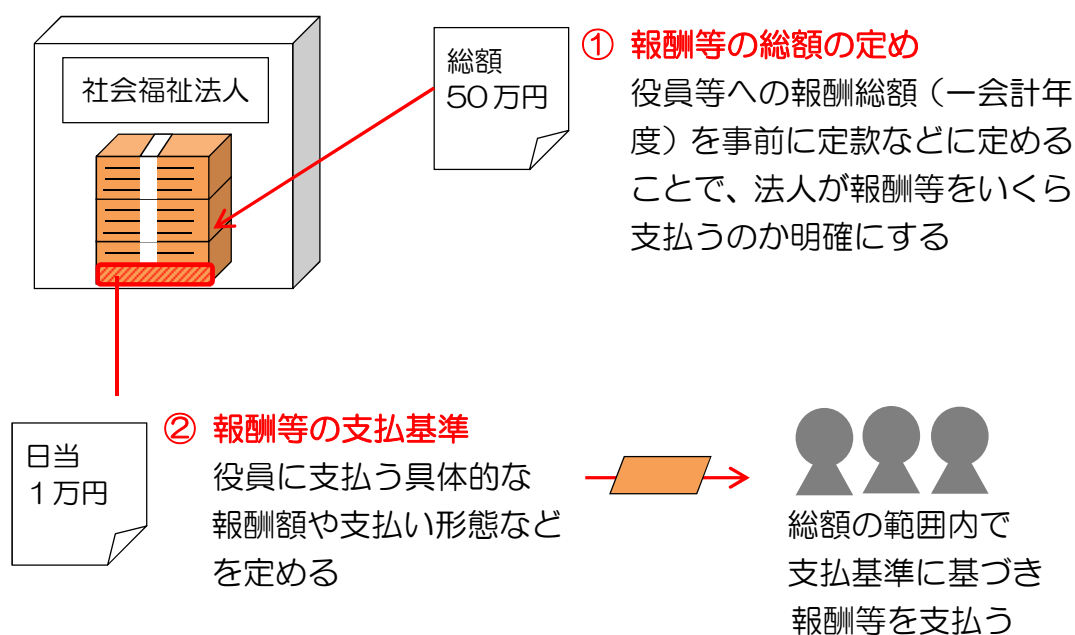 社会福祉法人
総額
50万円
① 報酬等の総額の定め
役員等への報酬総額（一会計年
度）を事前に定款などに定める
ことで、法人が報酬等をいくら
支払うのか明確にする
日当
1万円
② 報酬等の支払基準
役員に支払う具体的な
報酬額や支払い形態など
を定める
総額の範囲内で
支払基準に基づき
報酬等を支払う